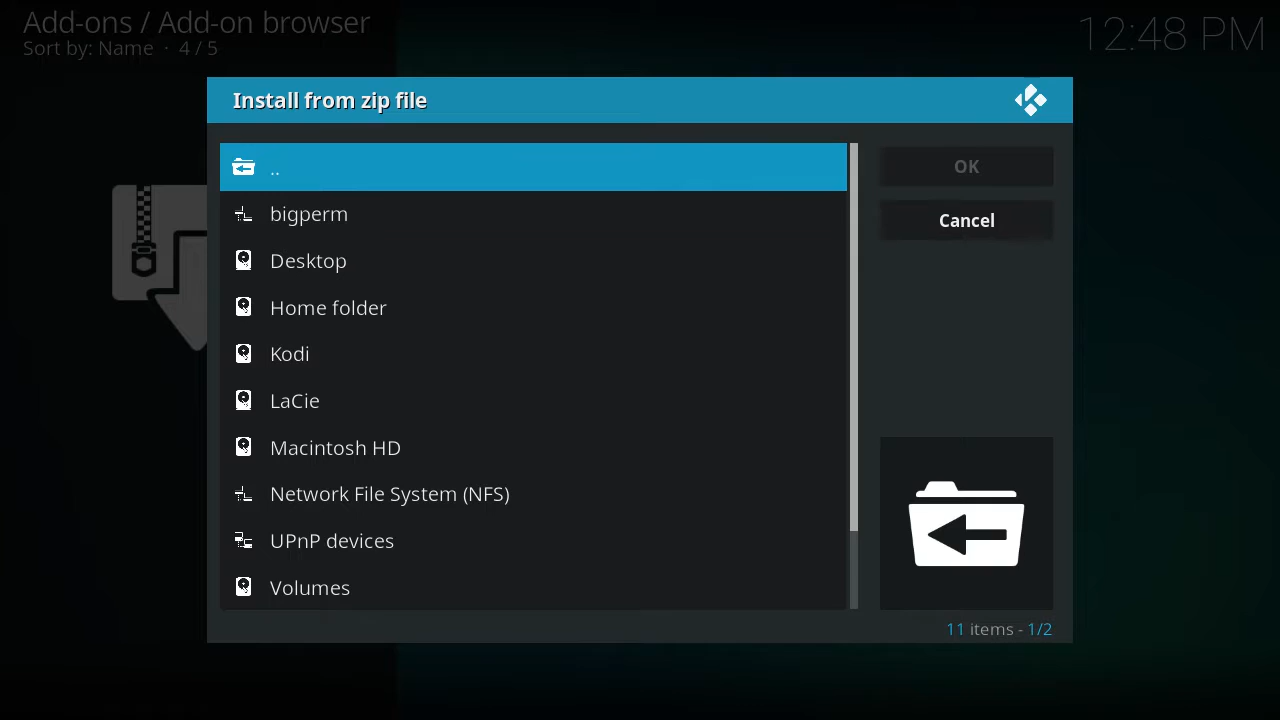 Add-ons / Add-on browser
Sort by: Name · 4 / 5
12:48 PM
Install from zip file
..
bigperm
Desktop
Home folder
Kodi
LaCie
Macintosh HD
Network File System (NFS)
UPnP devices
Volumes
OK
Cancel
11 items - 1/2